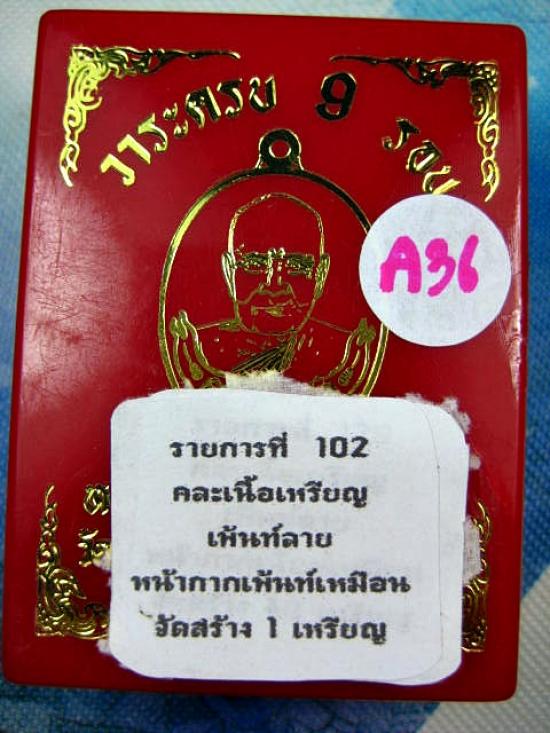 วาระครบ 9 รอบ
A36
รายการที่ 102
คละเนื้อเหรียญ
เพ้นท์ลาย
หน้ากากเพ้นท์เหมือน
จัดสร้าง 1 เหรียญ